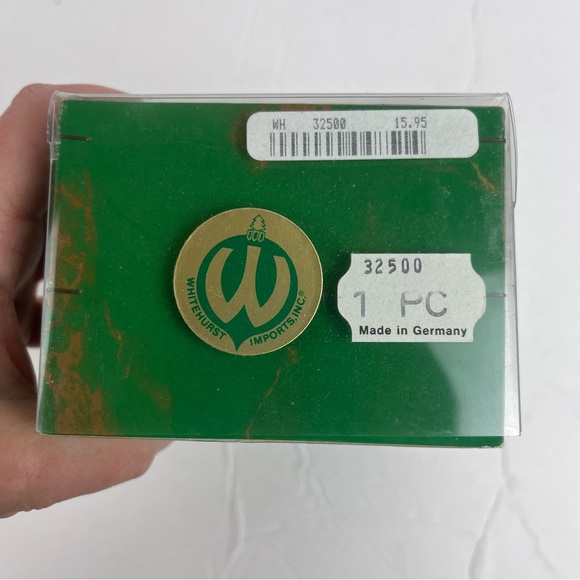 WH 32500 15.95
W
WHITEHURST IMPORTS, INC.®
32500
1 PC
Made in Germany